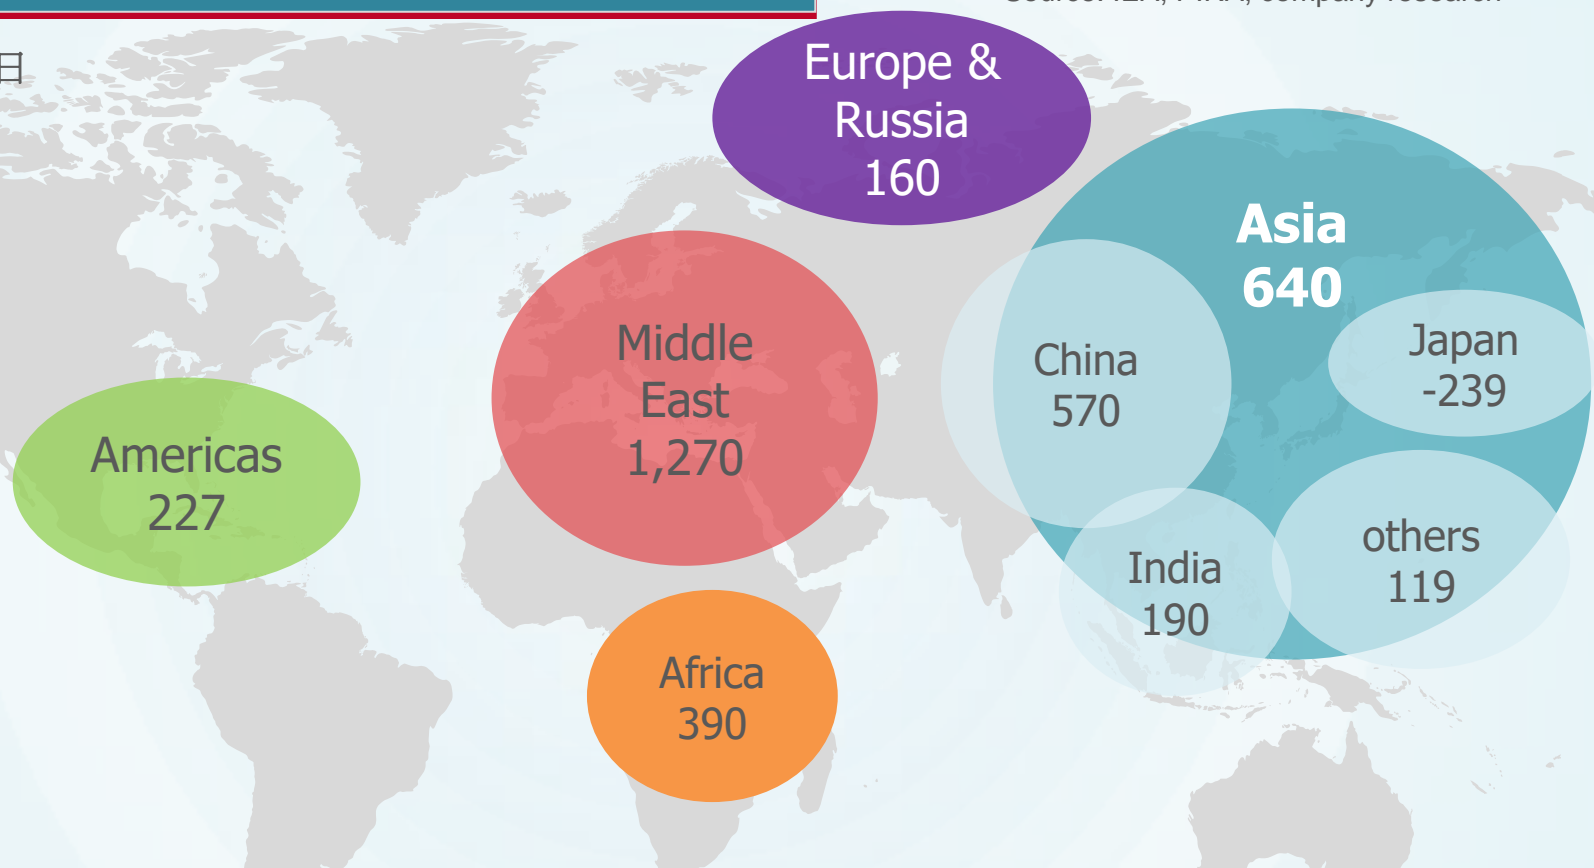 日
Europe &
Russia
160
Asia
640
Middle
East
1,270
China
570
Japan
-239
Americas
227
India
190
others
119
Africa
390